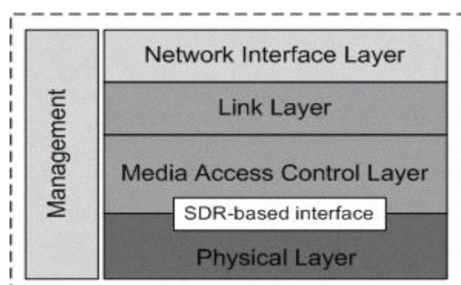 Management
Network Interface Layer
Link Layer
Media Access Control Layer
SDR-based interface
Physical Layer